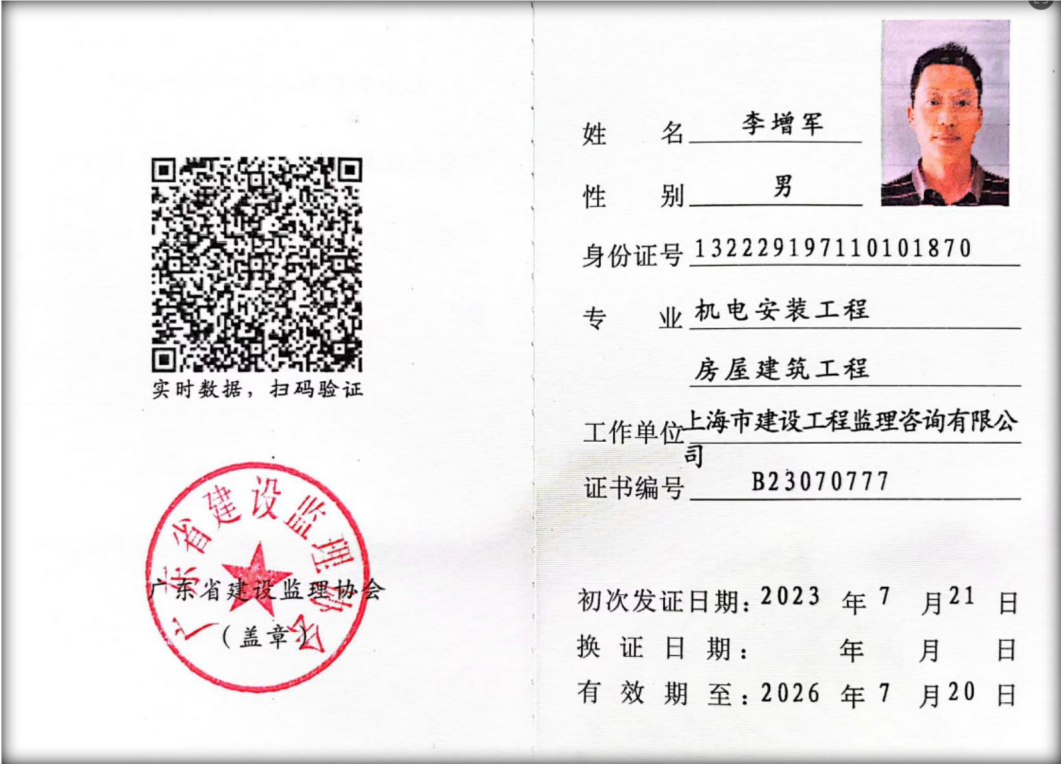 实时数据，扫码验证
广东省建设监理协会
广东省建设监理协会
（盖章）
姓 名 李增军
性 别 男
身份证号 132229197110101870
专 业 机电安装工程
房屋建筑工程
工作单位 上海市建设工程监理咨询有限公
司
证书编号 B23070777
初次发证日期：2023 年 7 月 21 日
换 证 日 期： 年 月 日
有 效 期 至：2026 年 7 月 20 日